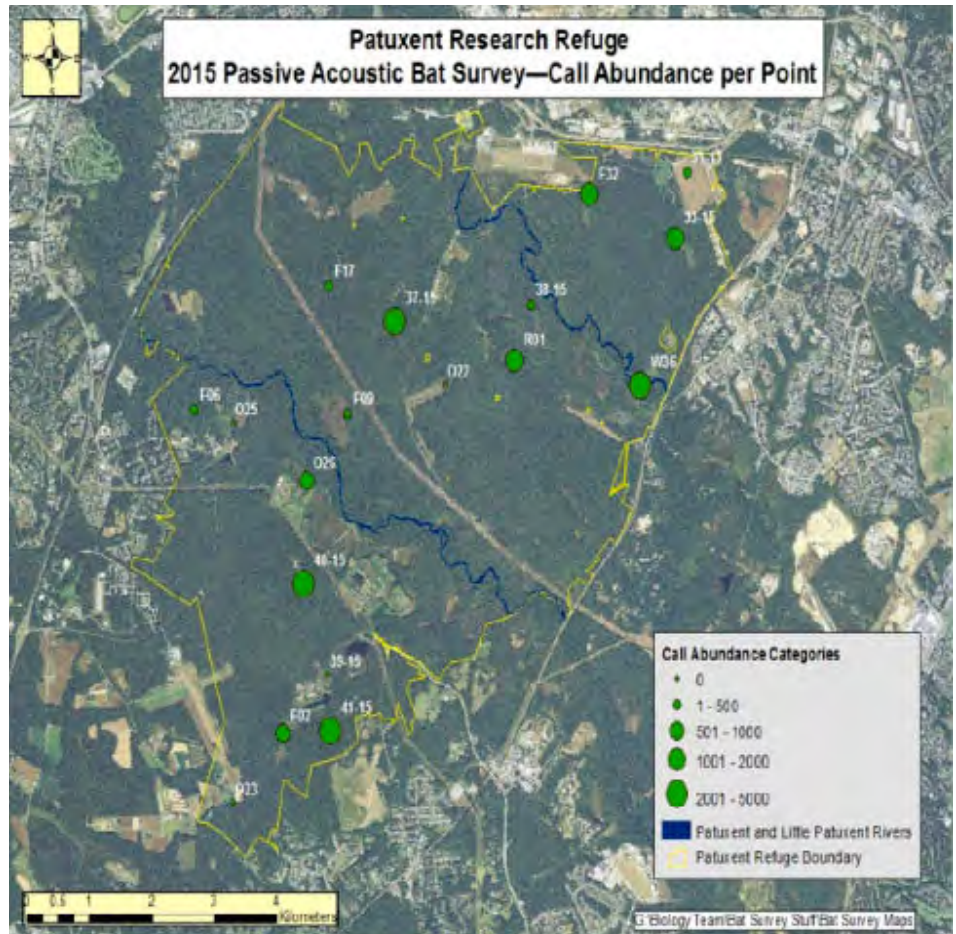 Patuxent Research Refuge
2015 Passive Acoustic Bat Survey—Call Abundance per Point
F32
33-15
F17
37-15
38-15
R01
W36
O22
F06
O25
F09
O26
40-15
39-15
41-15
F02
O23
Call Abundance Categories
0
1 - 500
501 - 1000
1001 - 2000
2001 - 5000
Patuxent and Little Patuxent Rivers
Patuxent Refuge Boundary
0 0.5 1 2 3 4
Kilometers
G:\Biology Team\Bat Survey Stuff\Bat Survey Maps